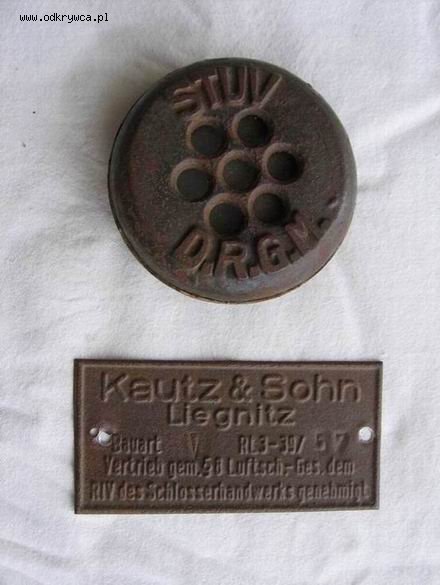 www.odkrywca.pl
STUV
D.R.G.M.
Kautz & Sohn
Liegnitz
Bauart V RL3-39/ 57
Vertrieb gem. § 8 Luftsch.-Ges. dem
RIV des Schlosserhandwerks genehmigt